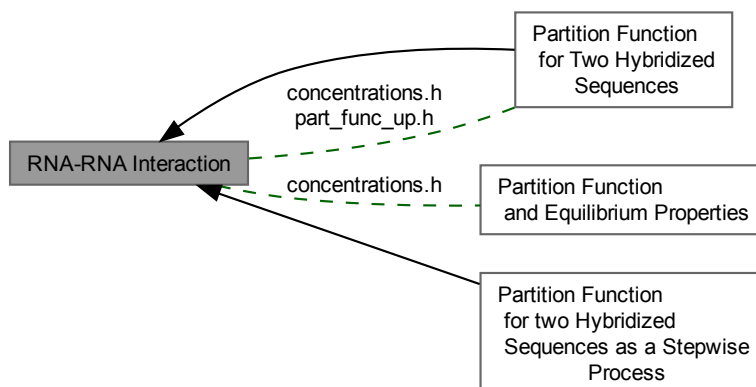 Partition Function
for Two Hybridized
Sequences
concentrations.h
part_func_up.h
RNA-RNA Interaction
concentrations.h
Partition Function
and Equilibrium Properties
Partition Function
for two Hybridized
Sequences as a Stepwise
Process